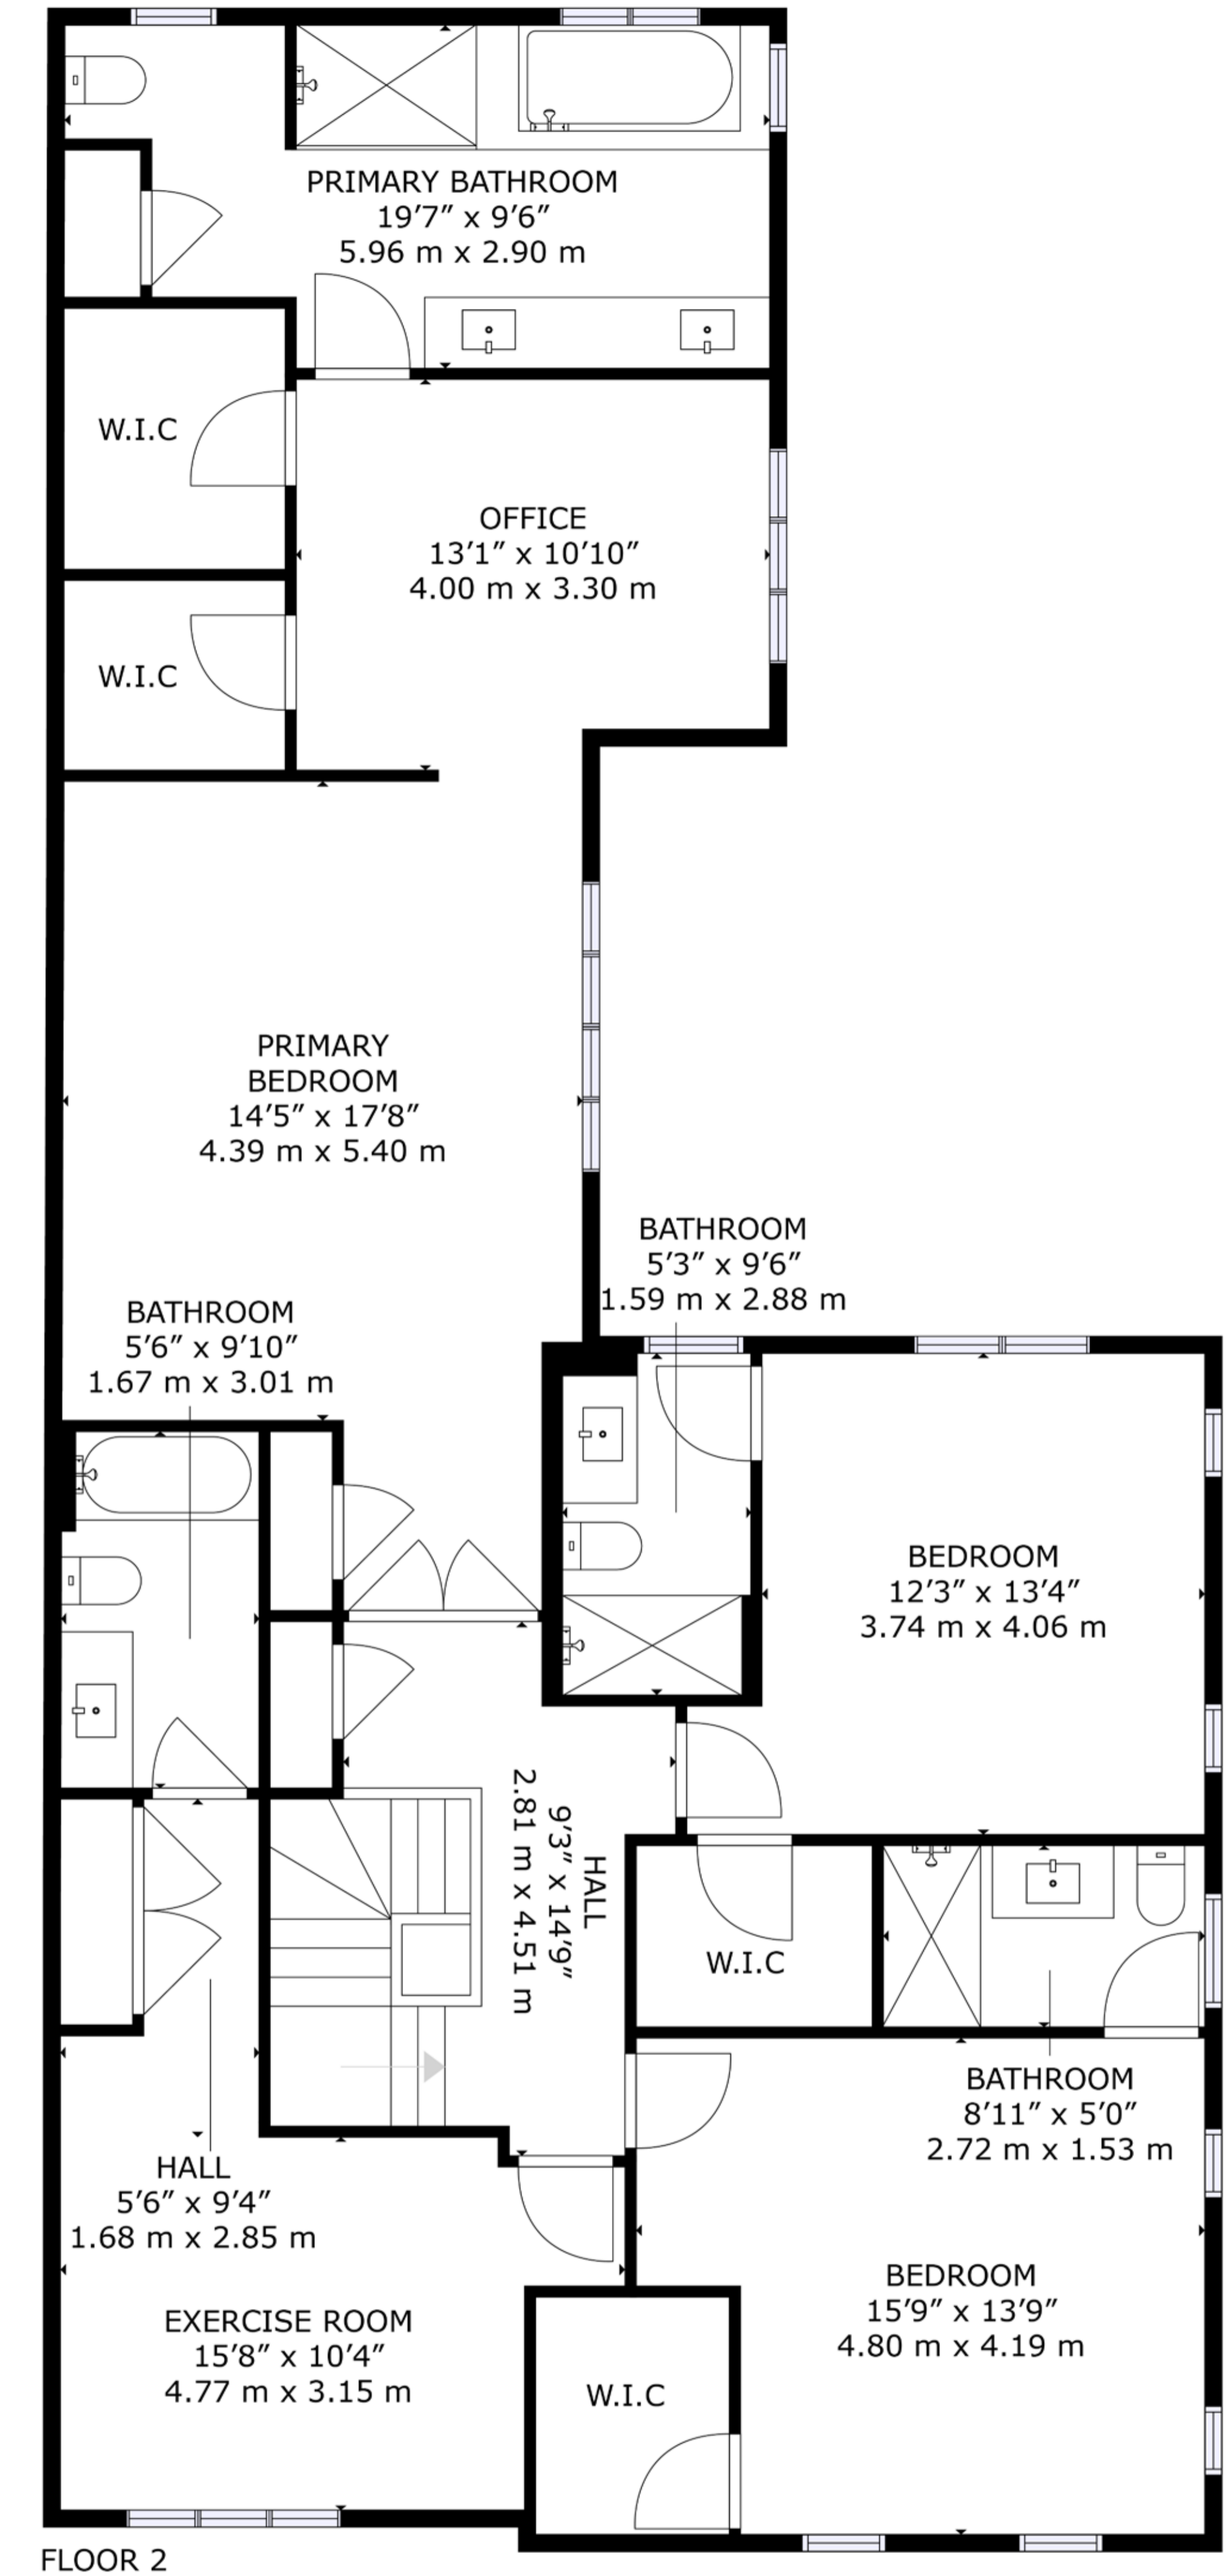 PRIMARY BATHROOM
19′7″ x 9′6″
5.96 m x 2.90 m
W.I.C
OFFICE
13′1″ x 10′10″
4.00 m x 3.30 m
W.I.C
PRIMARY
BEDROOM
14′5″ x 17′8″
4.39 m x 5.40 m
BATHROOM
5′3″ x 9′6″
1.59 m x 2.88 m
BATHROOM
5′6″ x 9′10″
1.67 m x 3.01 m
BEDROOM
12′3″ x 13′4″
3.74 m x 4.06 m
HALL
9′3″ x 14′9″
2.81 m x 4.51 m
W.I.C
BATHROOM
8′11″ x 5′0″
2.72 m x 1.53 m
HALL
5′6″ x 9′4″
1.68 m x 2.85 m
BEDROOM
15′9″ x 13′9″
4.80 m x 4.19 m
EXERCISE ROOM
15′8″ x 10′4″
4.77 m x 3.15 m
W.I.C
FLOOR 2